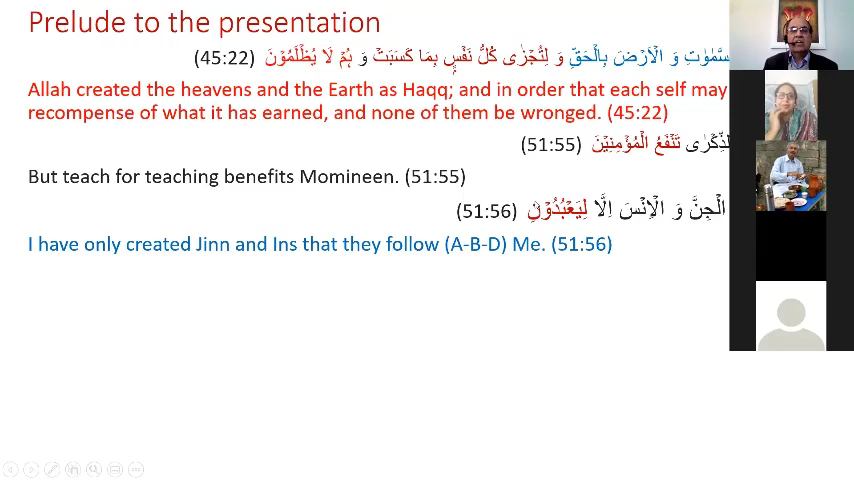 Prelude to the presentation
وَ الۡاَرۡضَ بِالۡحَقِّ وَ لِتُجۡزٰی کُلُّ نَفۡسٍۭ بِمَا کَسَبَتۡ وَ ہُمۡ لَا یُظۡلَمُوۡنَ (45:22)
Allah created the heavens and the Earth as Haqq; and in order that each self may
recompense of what it has earned, and none of them be wronged. (45:22)
تَنۡفَعُ الۡمُؤۡمِنِیۡنَ (51:55)
But teach for teaching benefits Momineen. (51:55)
الۡجِنَّ وَ الۡاِنۡسَ اِلَّا لِیَعۡبُدُوۡنِ (51:56)
I have only created Jinn and Ins that they follow (A-B-D) Me. (51:56)